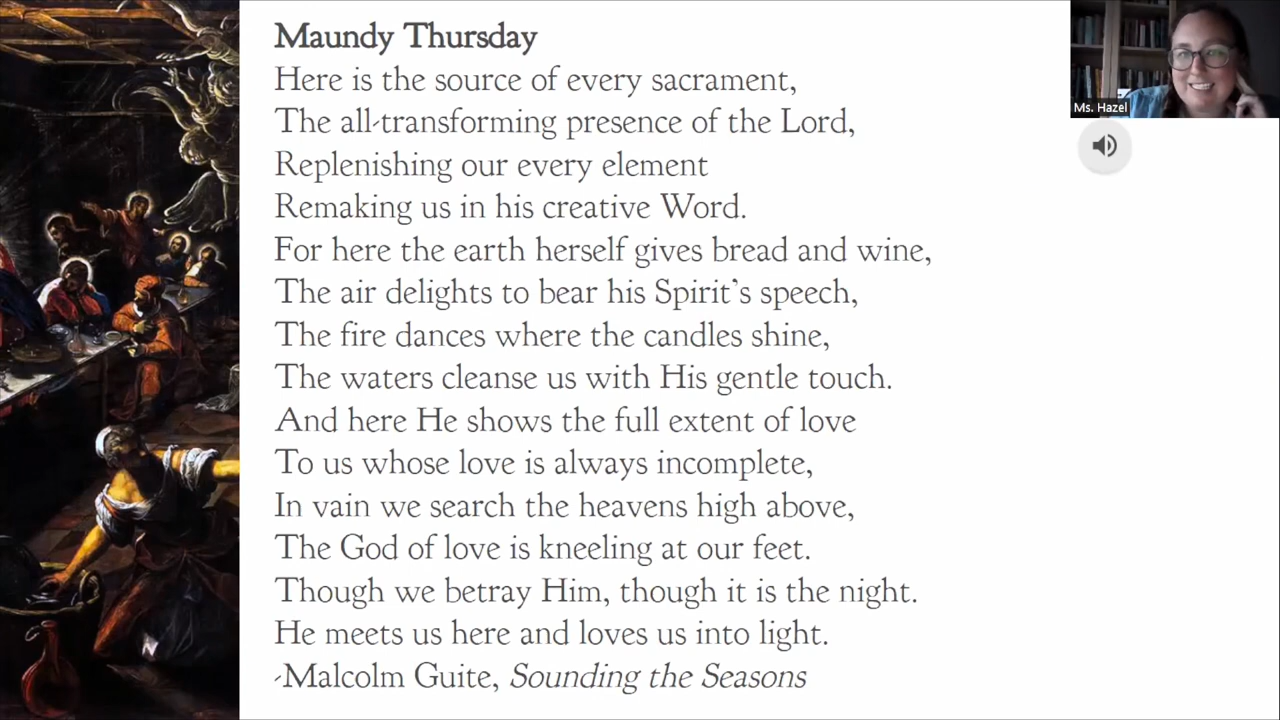 Maundy Thursday
Here is the source of every sacrament,
The all-transforming presence of the Lord,
Replenishing our every element
Remaking us in his creative Word.
For here the earth herself gives bread and wine,
The air delights to bear his Spirit's speech,
The fire dances where the candles shine,
The waters cleanse us with His gentle touch.
And here He shows the full extent of love
To us whose love is always incomplete,
In vain we search the heavens high above,
The God of love is kneeling at our feet.
Though we betray Him, though it is the night.
He meets us here and loves us into light.
-Malcolm Guite, Sounding the Seasons
Ms. Hazel